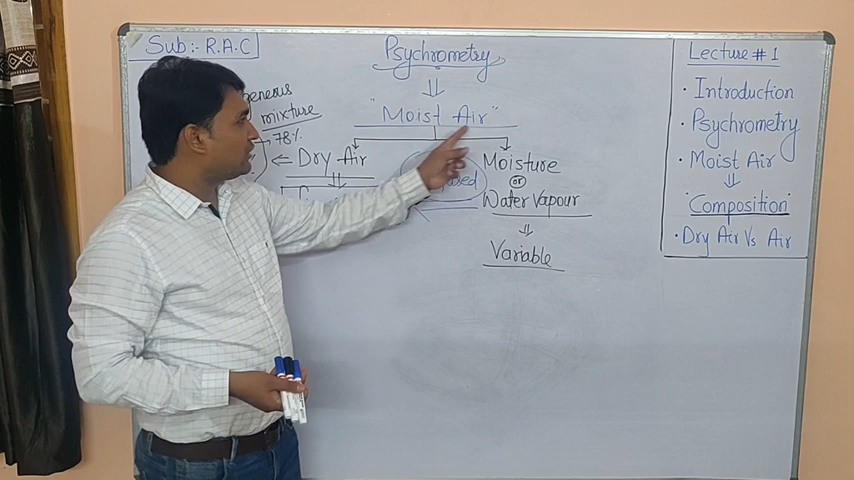 Sub:- R.A.C
Psychrometry
"Moist Air"
mixture
78%
Dry Air
Moisture
or
Water Vapour
Variable
Lecture # 1
· Introduction
· Psychrometry
· Moist Air
"Composition"
· Dry Air Vs Air